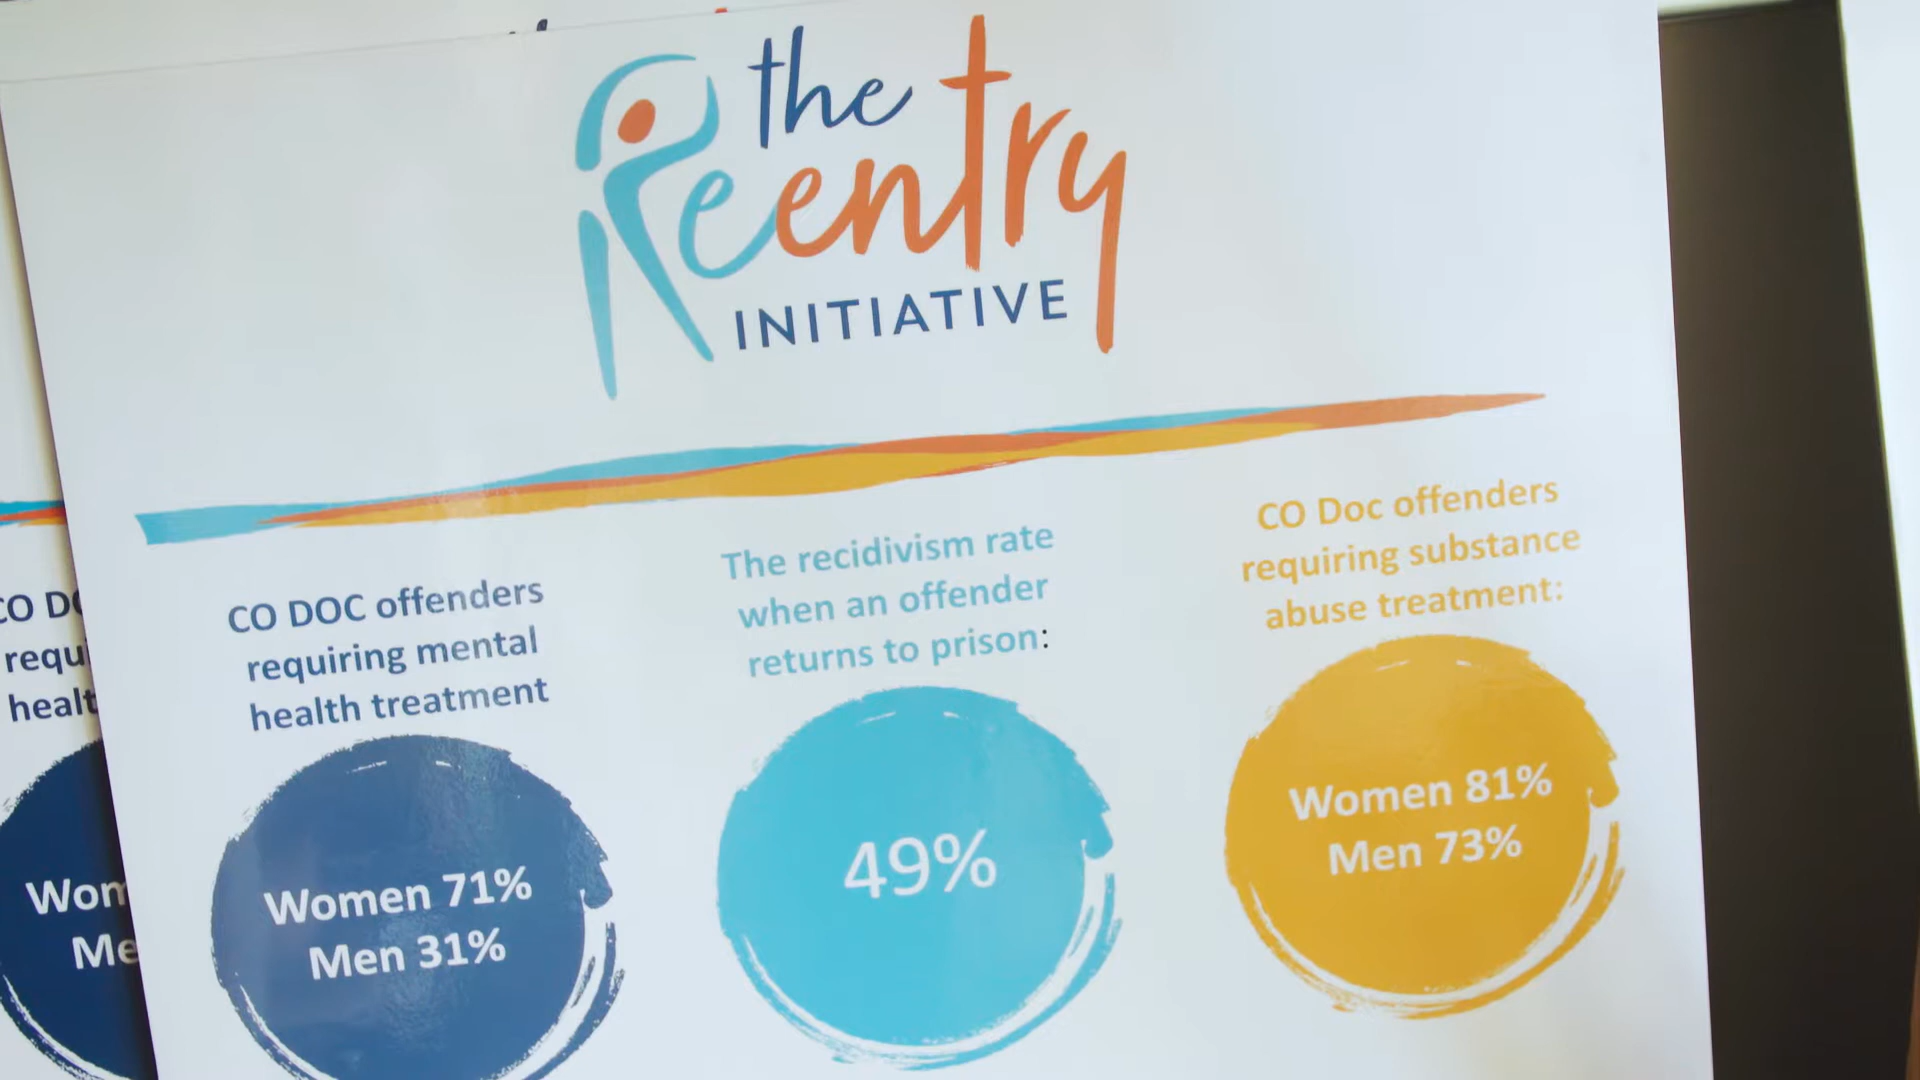 the
Reentry
INITIATIVE
CO DOC offenders
requiring mental
health treatment
Women 71%
Men 31%
The recidivism rate
when an offender
returns to prison:
49%
CO Doc offenders
requiring substance
abuse treatment:
Women 81%
Men 73%